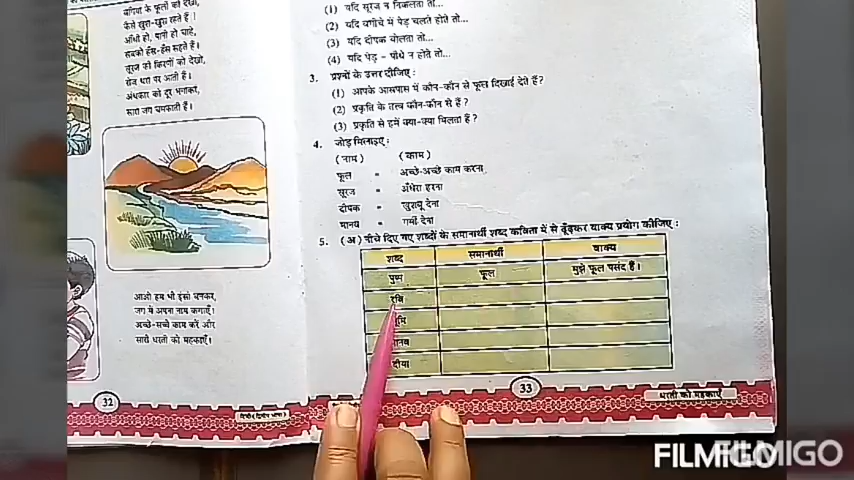 बगिया के फूलों को देखो,
कैसे खुश-खुश रहते हैं।
आँधी हो, पानी हो चाहे,
सबको हँस-हँस सहते हैं।
सूरज की किरणों को देखो,
रोज धरा पर आती हैं।
अंधकार को दूर भगाकर,
सारा जग चमकाती हैं।
आओ हम भी इंसाँ बनकर,
जग में अपना नाम कमाएँ।
अच्छे-सच्चे काम करें और
सारी धरती को महकाएँ।
32
हिन्दी (द्वितीय भाषा)
(1) यदि सूरज न निकलता तो...
(2) यदि बगीचे में पेड़ चलते होते तो...
(3) यदि दीपक बोलता तो...
(4) यदि पेड़ - पौधे न होते तो...
3. प्रश्नों के उत्तर दीजिए :
(1) आपके आसपास में कौन-कौन से फूल दिखाई देते हैं?
(2) प्रकृति के तत्त्व कौन-कौन से हैं ?
(3) प्रकृति से हमें क्या-क्या मिलता है ?
4. जोड़ मिलाइए :
(नाम) (काम)
फूल - अच्छे-अच्छे काम करना
सूरज - अँधेरा हरना
दीपक - खुशबू देना
मानव - गर्मी देना
5. (अ) नीचे दिए गए शब्दों के समानार्थी शब्द कविता में से ढूँढ़कर वाक्य प्रयोग कीजिए :
शब्द समानार्थी वाक्य
पुष्प फूल मुझे फूल पसंद हैं।
रवि
मानव
दीया
33
धरती को महकाएँ
FILMIGO
FILMIGO